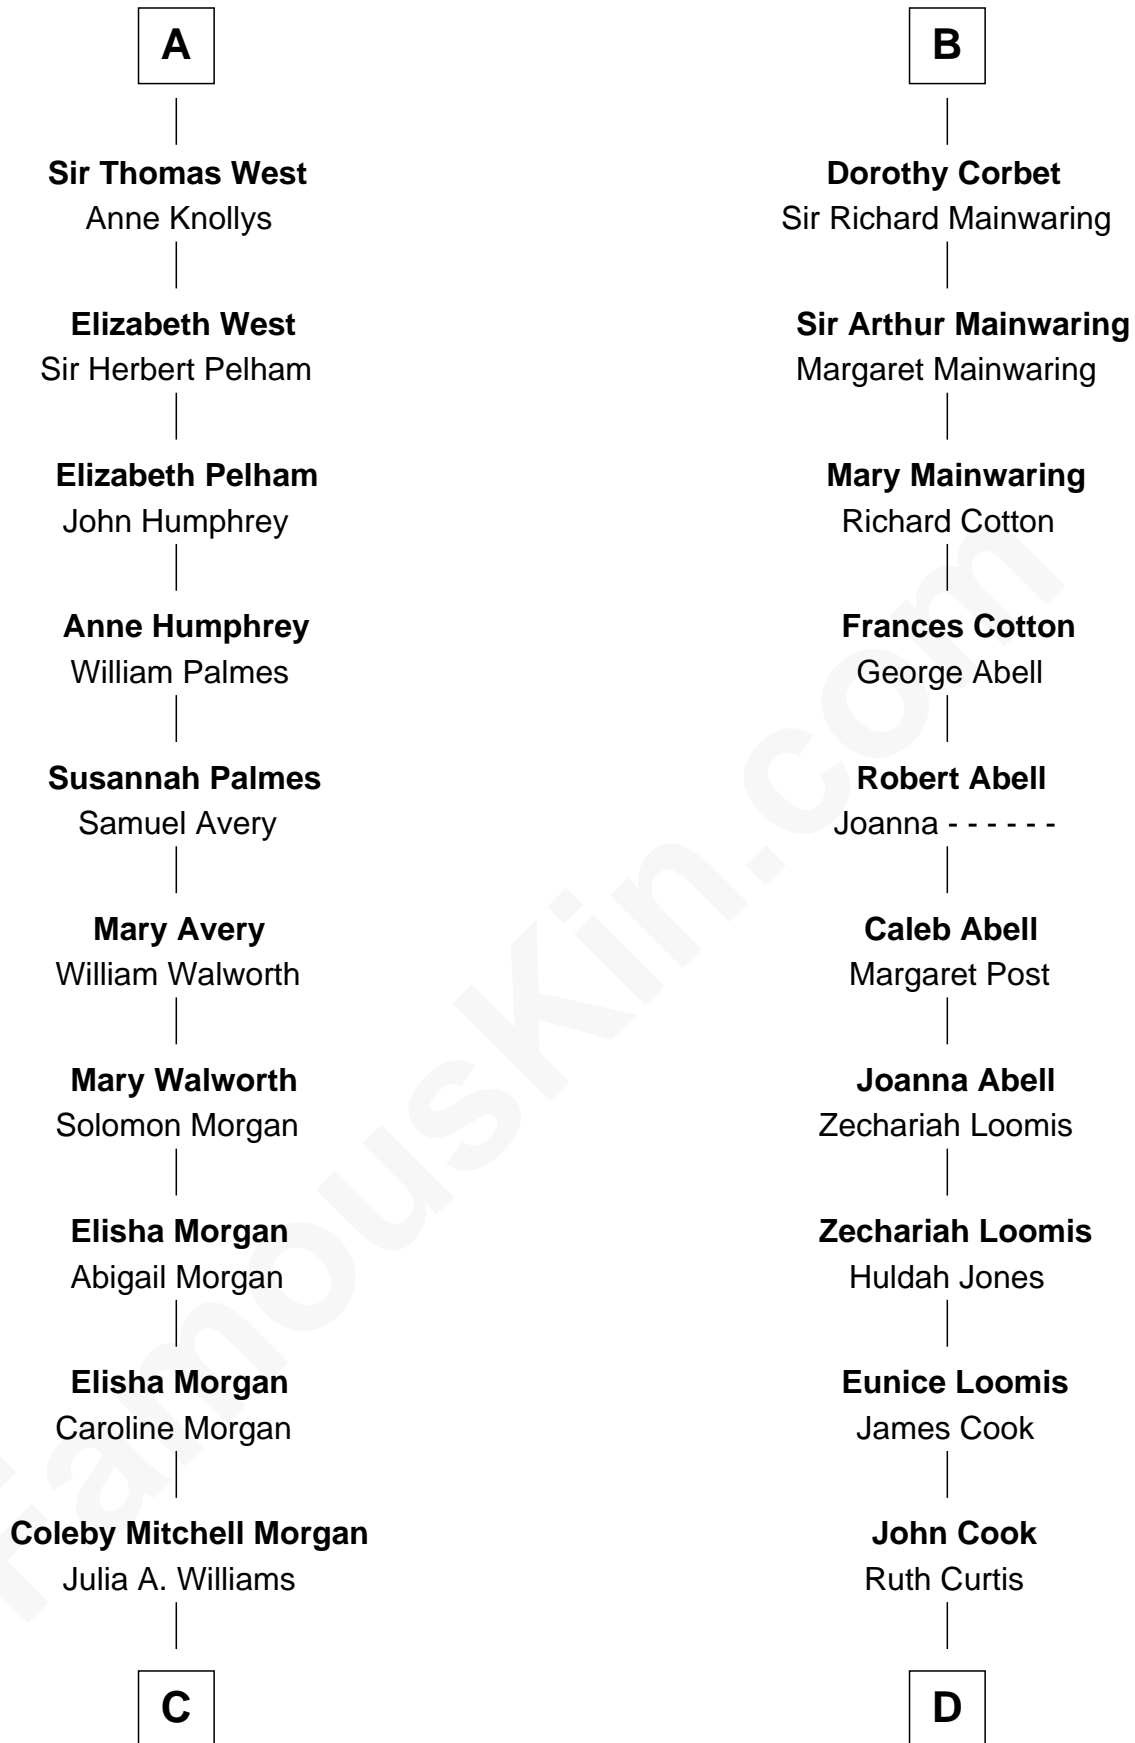 A
Sir Thomas West
Anne Knollys
Elizabeth West
Sir Herbert Pelham
Elizabeth Pelham
John Humphrey
Anne Humphrey
William Palmes
Susannah Palmes
Samuel Avery
Mary Avery
William Walworth
Mary Walworth
Solomon Morgan
Elisha Morgan
Abigail Morgan
Elisha Morgan
Caroline Morgan
Coleby Mitchell Morgan
Julia A. Williams
C
B
Dorothy Corbet
Sir Richard Mainwaring
Sir Arthur Mainwaring
Margaret Mainwaring
Mary Mainwaring
Richard Cotton
Frances Cotton
George Abell
Robert Abell
Joanna - - - - - -
Caleb Abell
Margaret Post
Joanna Abell
Zechariah Loomis
Zechariah Loomis
Huldah Jones
Eunice Loomis
James Cook
John Cook
Ruth Curtis
D
FamousKin.com